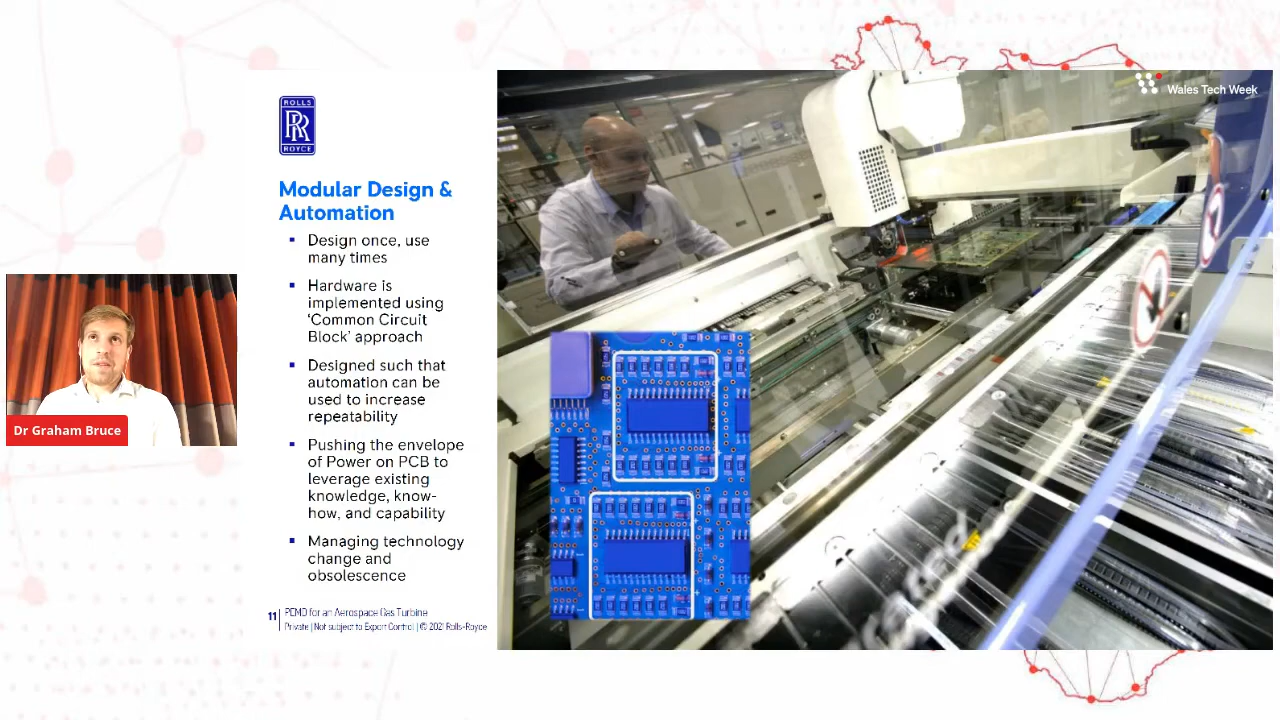 ROLLS
RR
ROYCE
Wales Tech Week
Modular Design &
Automation
▪ Design once, use
many times
▪ Hardware is
implemented using
‘Common Circuit
Block’ approach
▪ Designed such that
automation can be
used to increase
repeatability
▪ Pushing the envelope
of Power on PCB to
leverage existing
knowledge, know-
how, and capability
▪ Managing technology
change and
obsolescence
Dr Graham Bruce
11
PEMD for an Aerospace Gas Turbine
Private | Not subject to Export Control | © 2021 Rolls-Royce